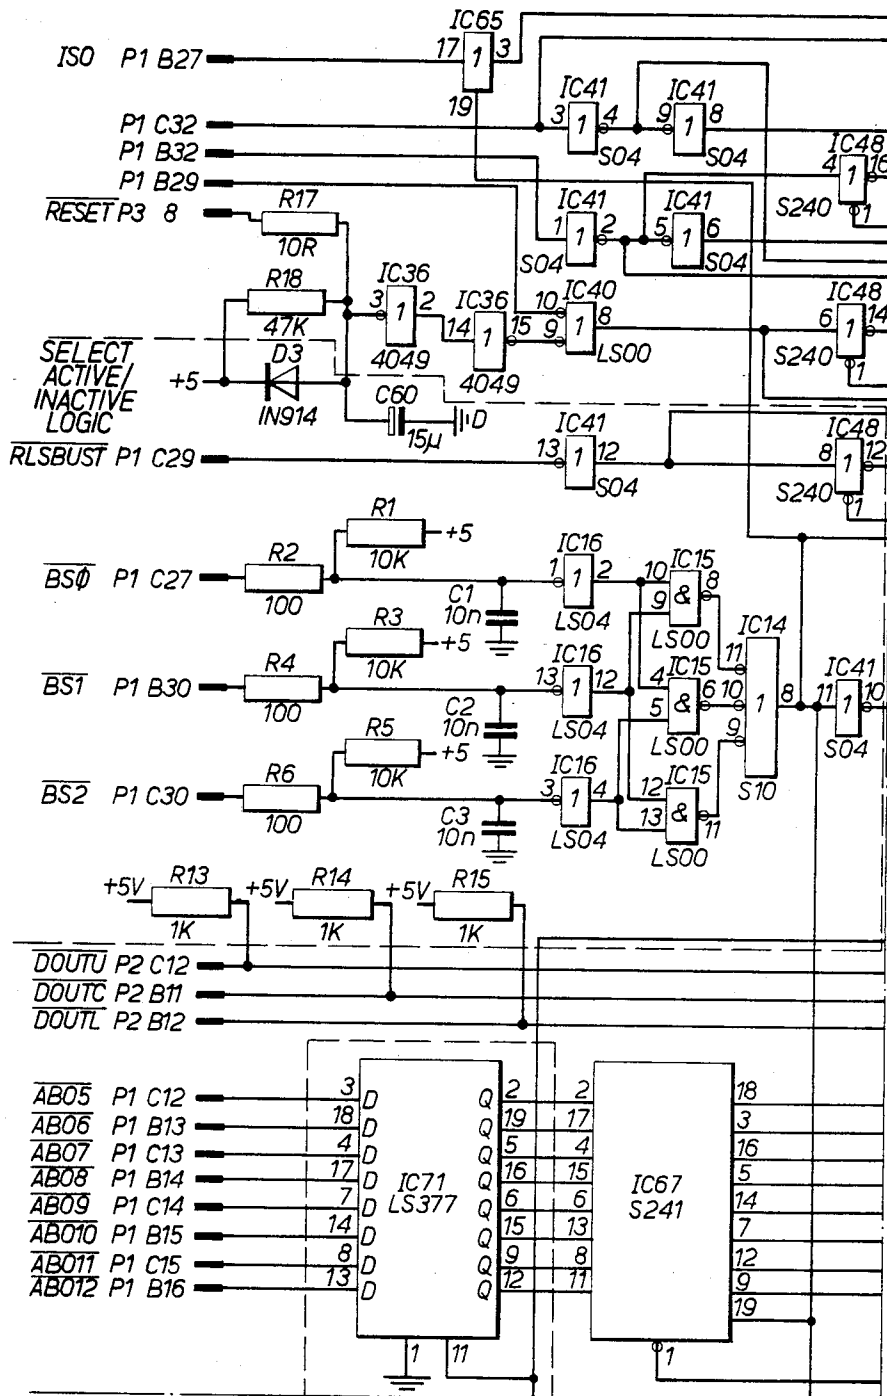 IC65
ISO P1 B27
17 1 3
19
IC41 IC41
P1 C32
3 1 4 9 1 8
S04 S04
P1 B32
IC48
4 1 16
S240 1
P1 B29
IC41 IC41
1 1 2 5 1 6
S04 S04
RESET P3 8
R17
10R
R18
47K
IC36
3 1 2
4049
IC36
14 1 15
4049
IC40
10
9 1 8
LS00
IC48
6 1 14
S240 1
SELECT
ACTIVE/
INACTIVE
LOGIC
+5
D3
IN914
C60
15µ
D
IC41
RLSBUST P1 C29
13 1 12
S04
IC48
8 1 12
S240 1
R1
10K +5
BSØ P1 C27
R2
100
C1
10n
IC16
1 1 2
LS04
IC15
10 8
9 &
LS00
R3
10K +5
BS1 P1 B30
R4
100
C2
10n
IC16
13 1 12
LS04
IC15
4
5 & 6
LS00
IC14
11
10 1 8
9
S10
IC41
11 1 10
S04
R5
10K +5
BS2 P1 C30
R6
100
C3
10n
IC16
3 1 4
LS04
IC15
12
13 & 11
LS00
+5V R13
1K
+5V R14
1K
+5V R15
1K
DOUTU P2 C12
DOUTC P2 B11
DOUTL P2 B12
ABO5 P1 C12 3 D Q 2 2 18
ABO6 P1 B13 18 D Q 19 17 3
ABO7 P1 C13 4 D Q 5 4 16
ABO8 P1 B14 17 D Q 16 15 5
IC71
LS377
IC67
S241
ABO9 P1 C14 7 D Q 6 6 14
ABO10 P1 B15 14 D Q 15 13 7
ABO11 P1 C15 8 D Q 9 8 12
ABO12 P1 B16 13 D Q 12 11 9
19
1 11 1